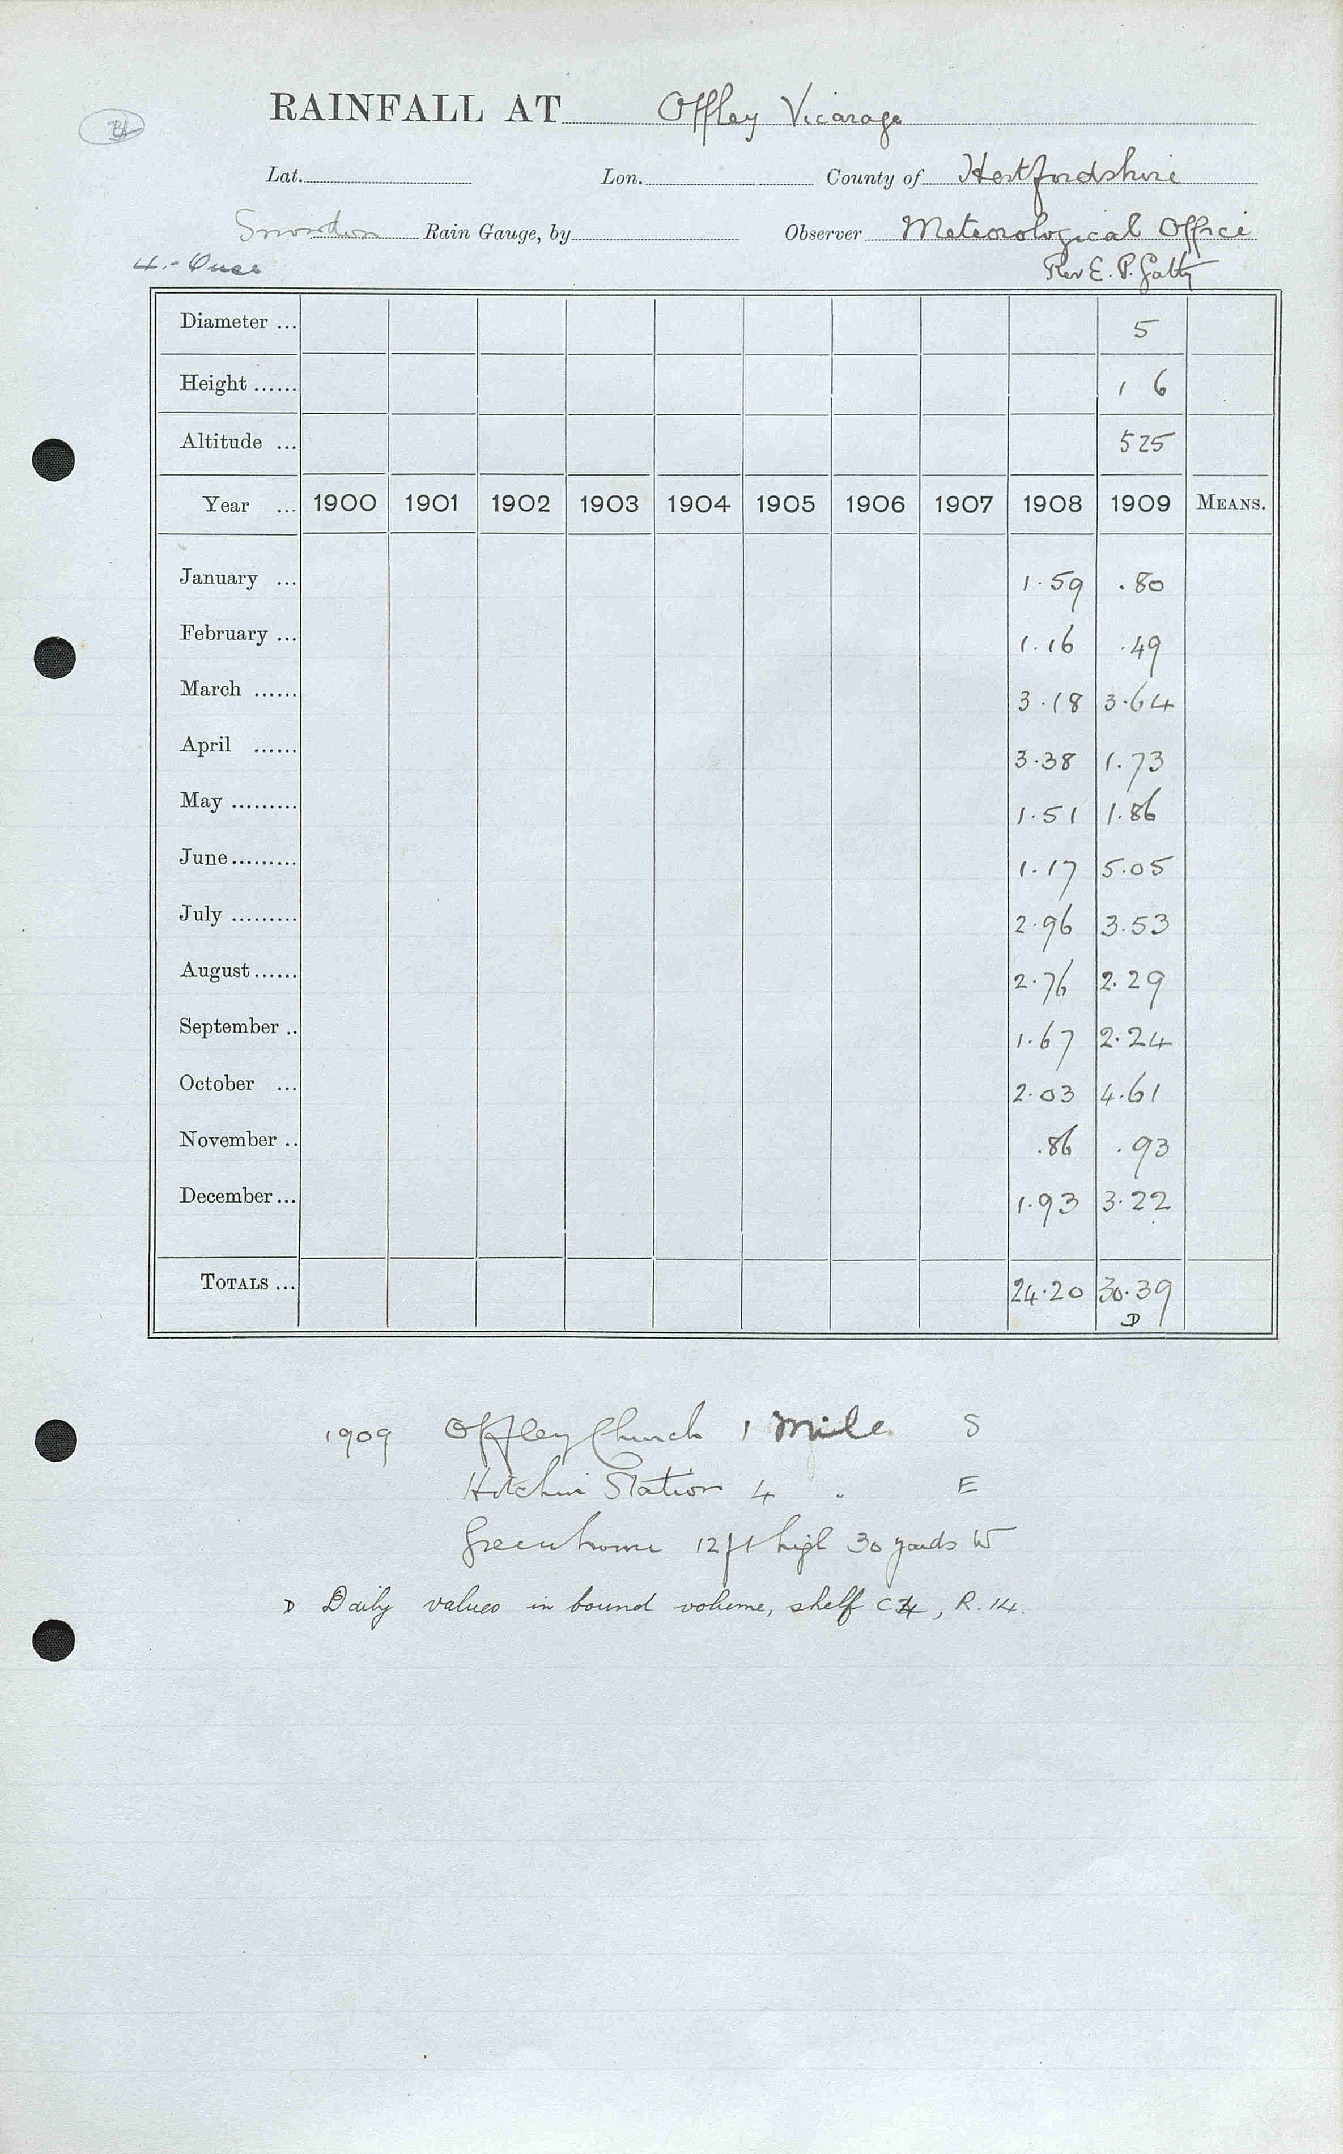 RAINFALL AT Offley Vicarage
Lat. Lon. County of Hertfordshire
Snowdon Rain Gauge, by Observer Meteorological Office
4.- Ouse Rev E. P. Gatty
Diameter ... 5
Height ...... 1 6
Altitude ... 525
Year ... 1900 1901 1902 1903 1904 1905 1906 1907 1908 1909 MEANS.
January ... 1.59 .80
February ... 1.16 .49
March ...... 3.18 3.64
April ...... 3.38 1.73
May ......... 1.51 1.86
June ......... 1.17 5.05
July ......... 2.96 3.53
August ...... 2.76 2.29
September .. 1.67 2.24
October ... 2.03 4.61
November .. .86 .93
December ... 1.93 3.22
TOTALS ... 24.20 30.39
D
1909 Offley Church 1 Mile S
Hitchin Station 4 " E
Greenhouse 12 ft high 30 yards W
D Daily values in bound volume, shelf , R. 14.